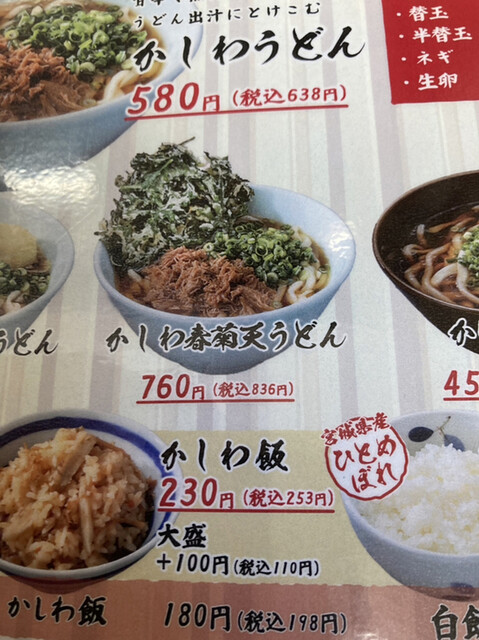 うどん出汁にとけこむ
かしわうどん
580円(税込638円)
・替玉
・半替玉
・ネギ
・生卵
うどん
かしわ春菊天うどん
760円(税込836円)
か
45
かしわ飯
230円(税込253円)
大盛
+100円(税込110円)
宮城県産
ひとめ
ぼれ
かしわ飯 180円(税込198円)
白飯